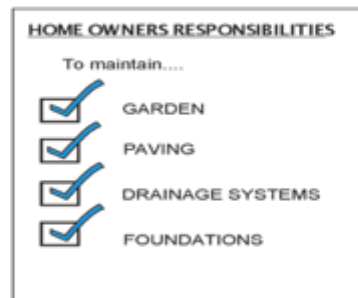 HOME OWNERS RESPONSIBILITIES
To maintain....
GARDEN
PAVING
DRAINAGE SYSTEMS
FOUNDATIONS